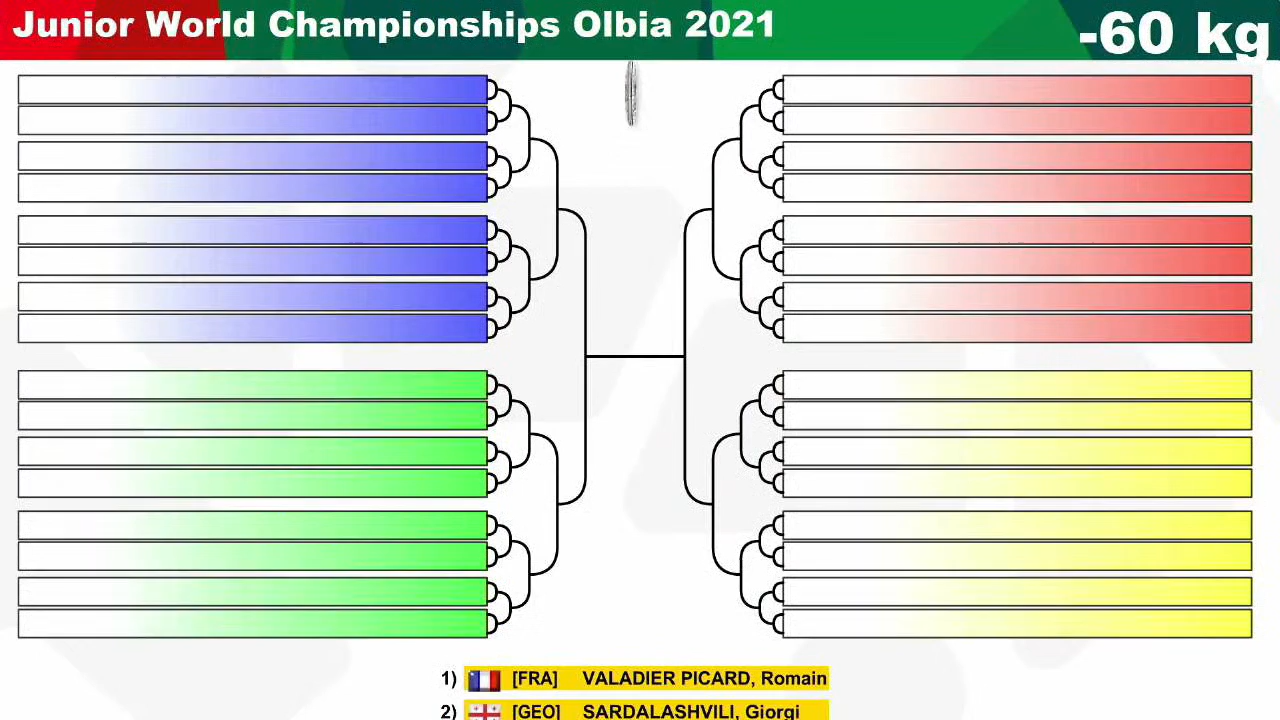 Junior World Championships Olbia 2021
-60 kg
1) [FRA] VALADIER PICARD, Romain
2) [GEO] SARDALASHVILI, Giorgi